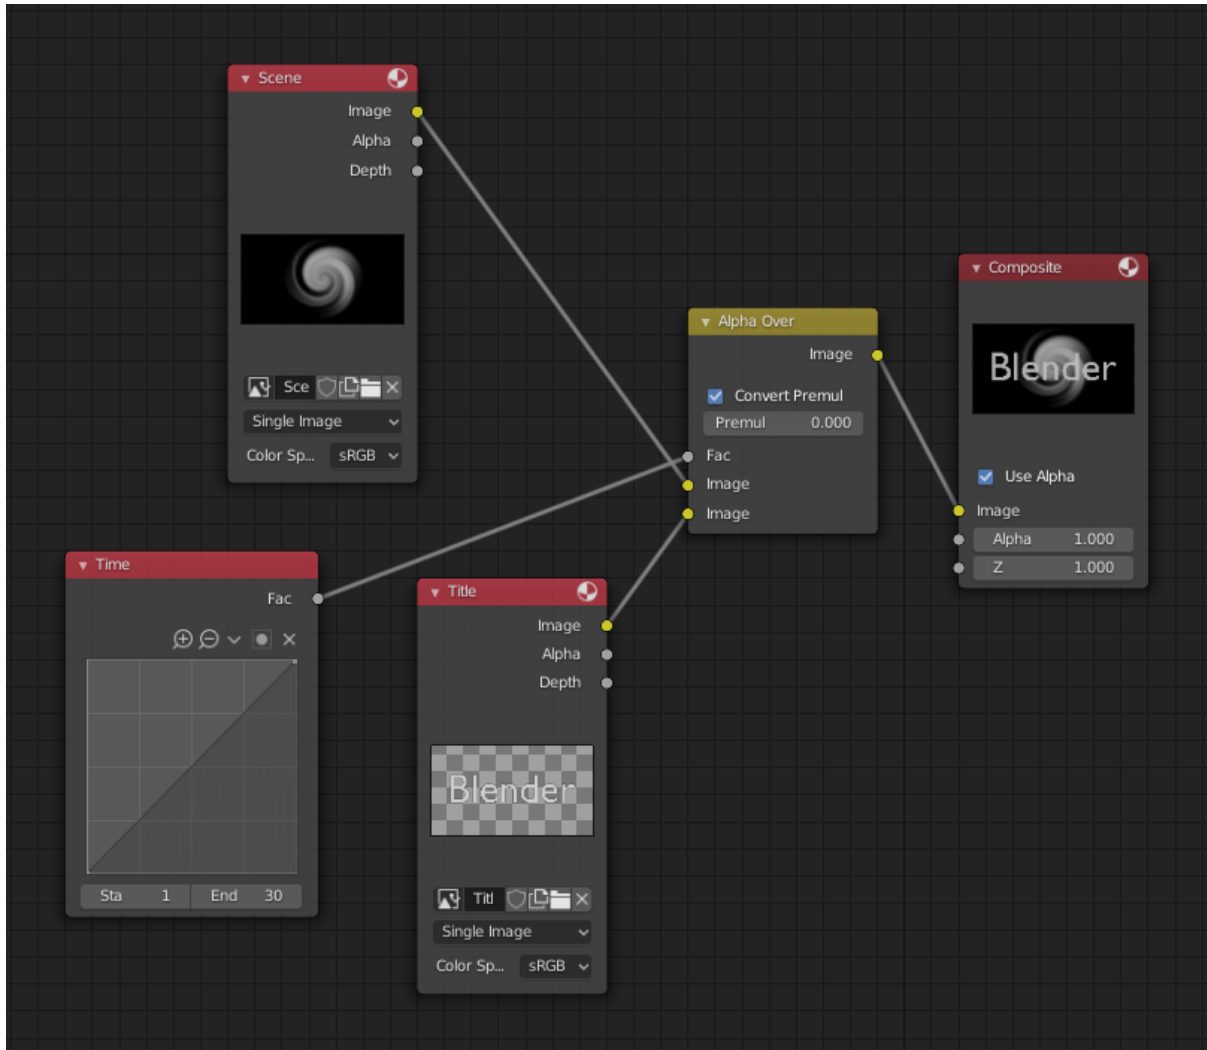 Scene
Image
Alpha
Depth
Sce
Single Image
Color Sp... sRGB
Time
Fac
Sta 1 End 30
Title
Image
Alpha
Depth
Blender
Titl
Single Image
Color Sp... sRGB
Alpha Over
Image
Convert Premul
Premul 0.000
Fac
Image
Image
Composite
Blender
Use Alpha
Image
Alpha 1.000
Z 1.000